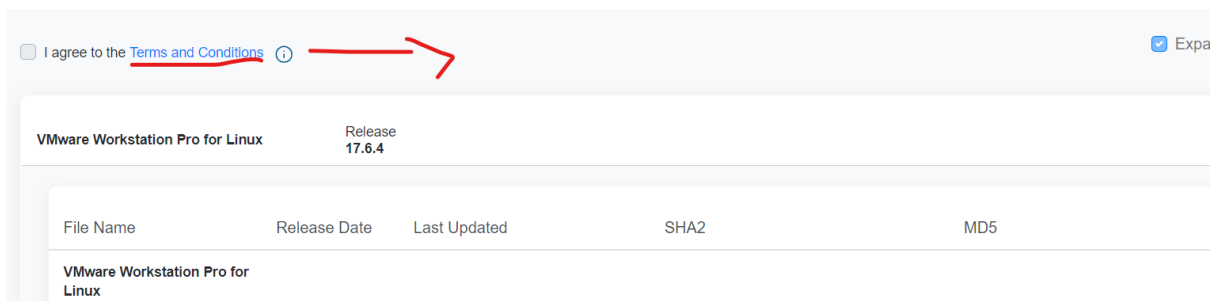 I agree to the Terms and Conditions
Expa
VMware Workstation Pro for Linux
Release
17.6.4
File Name Release Date Last Updated SHA2 MD5
VMware Workstation Pro for
Linux